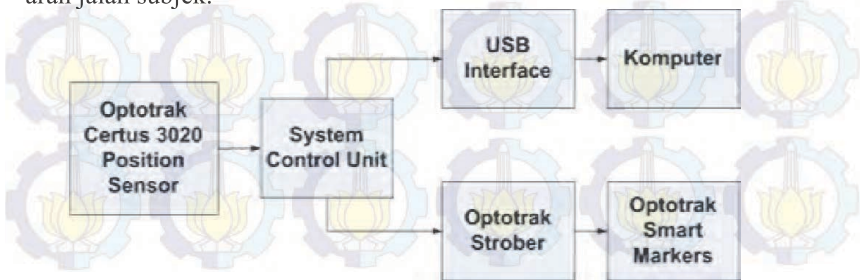 arah jalan subjek.
USB
Interface
Komputer
Optotrak
Certus 3020
Position
Sensor
System
Control Unit
Optotrak
Strober
Optotrak
Smart
Markers